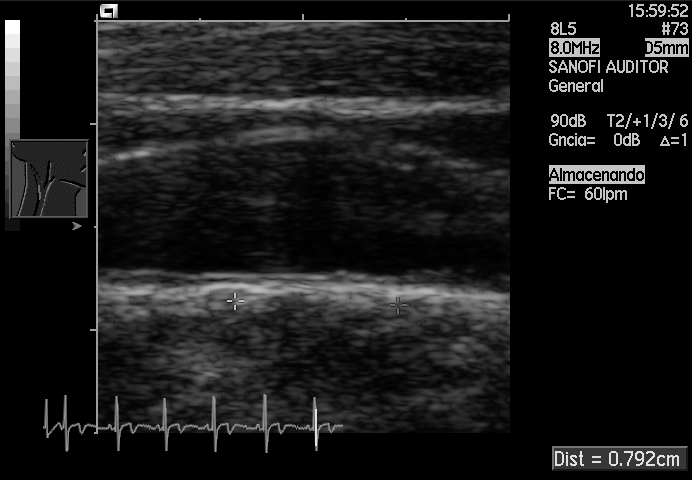 15:59:52
8L5 #73
8.0MHz D5mm
SANOFI AUDITOR
General
90dB T2/+1/3/ 6
Gncia= 0dB Δ=1
Almacenando
FC= 60lpm
Dist = 0.792cm